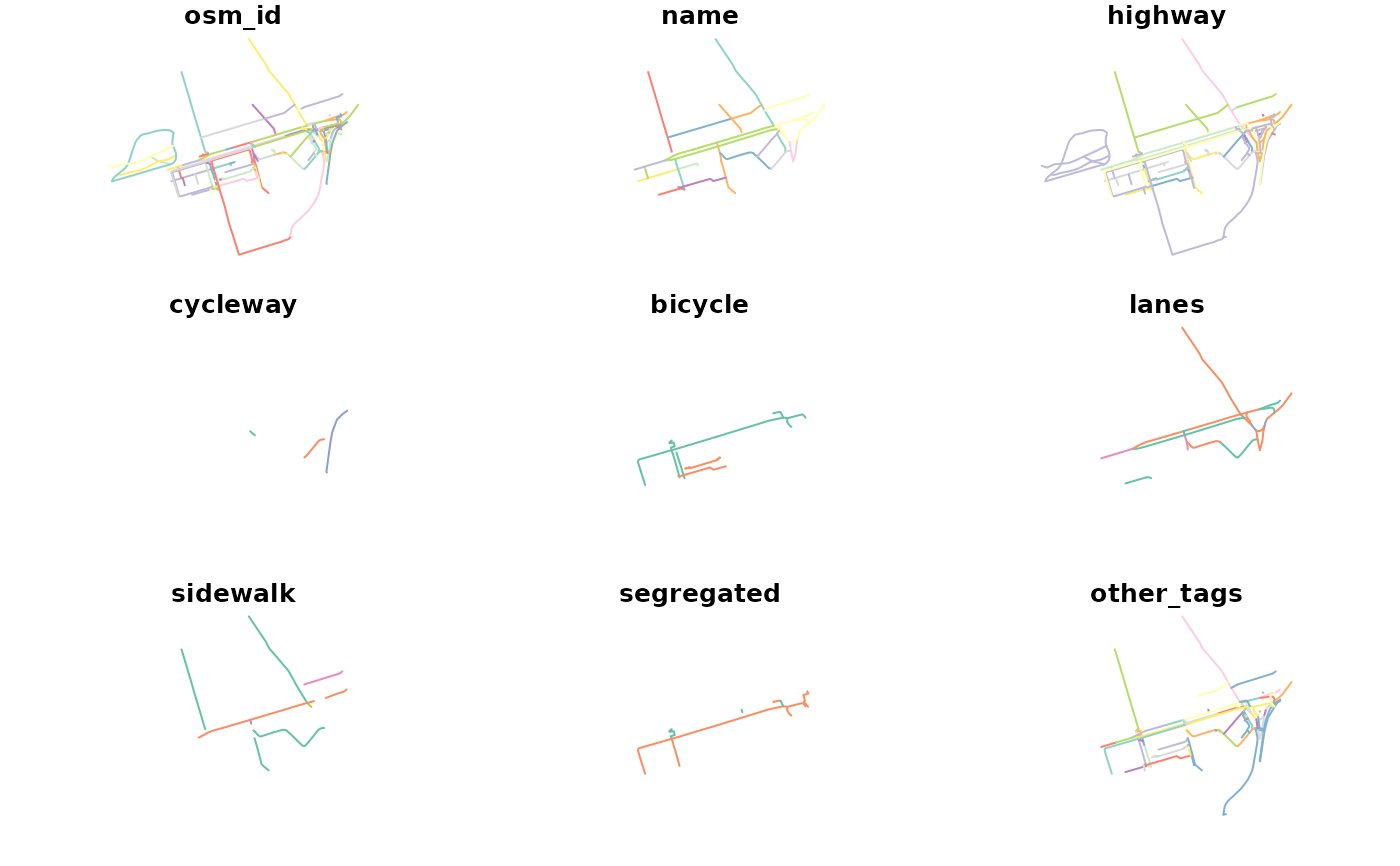 osm_id
name
highway
cycleway
bicycle
lanes
sidewalk
segregated
other_tags